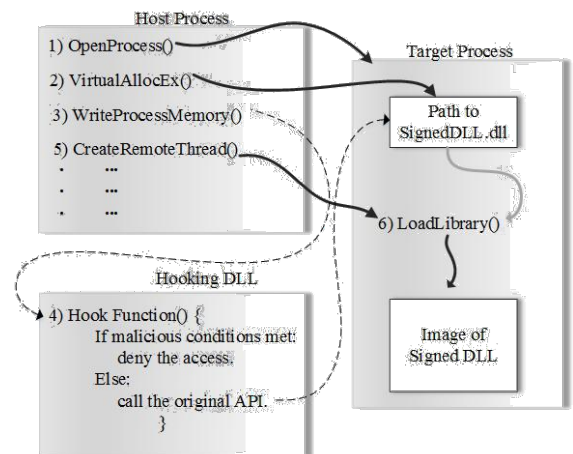 Host Process
1) OpenProcess()
2) VirtualAllocEx()
3) WriteProcessMemory()
5) CreateRemoteThread()
. ...
. ...
. ...
Target Process
Path to
SignedDLL.dll
6) LoadLibrary()
Image of
Signed DLL
Hooking DLL
4) Hook Function() {
If malicious conditions met:
deny the access.
Else:
call the original API.
}